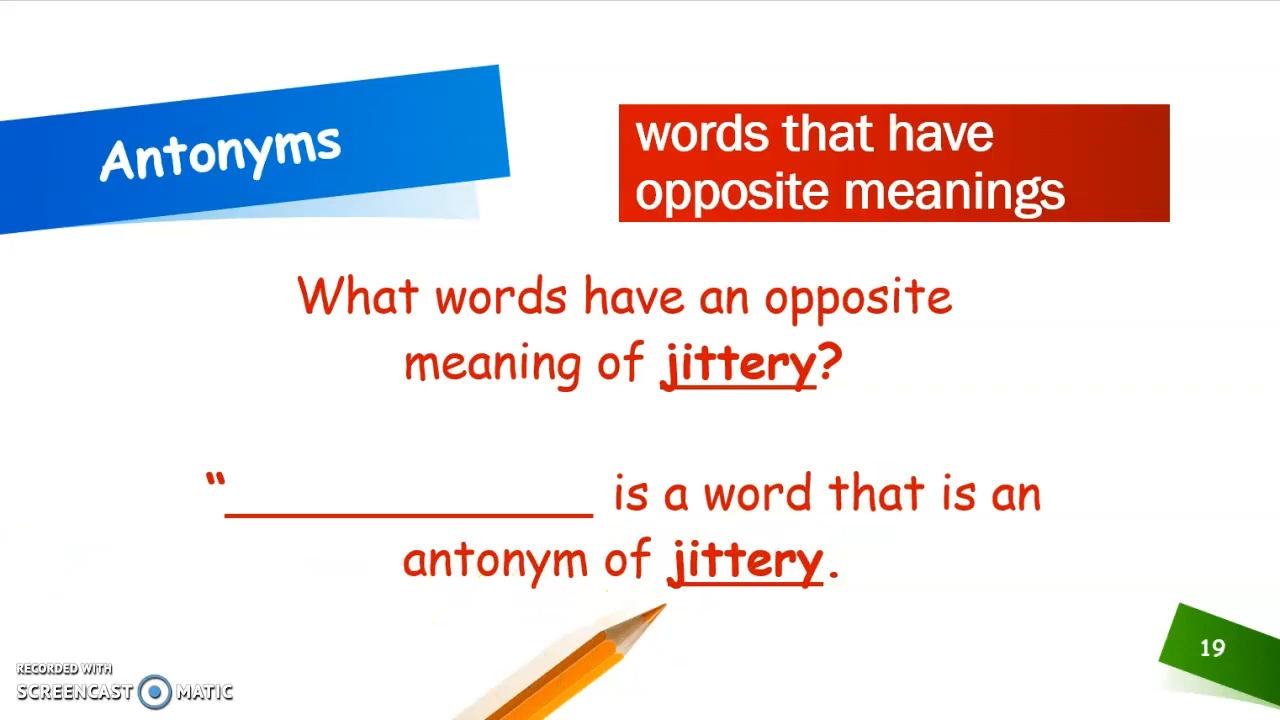 Antonyms
words that have
opposite meanings
What words have an opposite
meaning of jittery?
“______________ is a word that is an
antonym of jittery.
19
RECORDED WITH
SCREENCAST MATIC